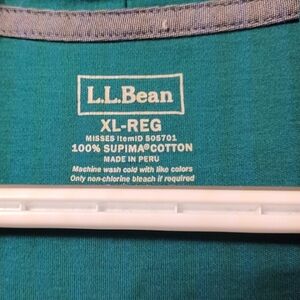 L.L.Bean
XL-REG
MISSES ItemID 505701
100% SUPIMA® COTTON
MADE IN PERU
Machine wash cold with like colors
Only non-chlorine bleach if required